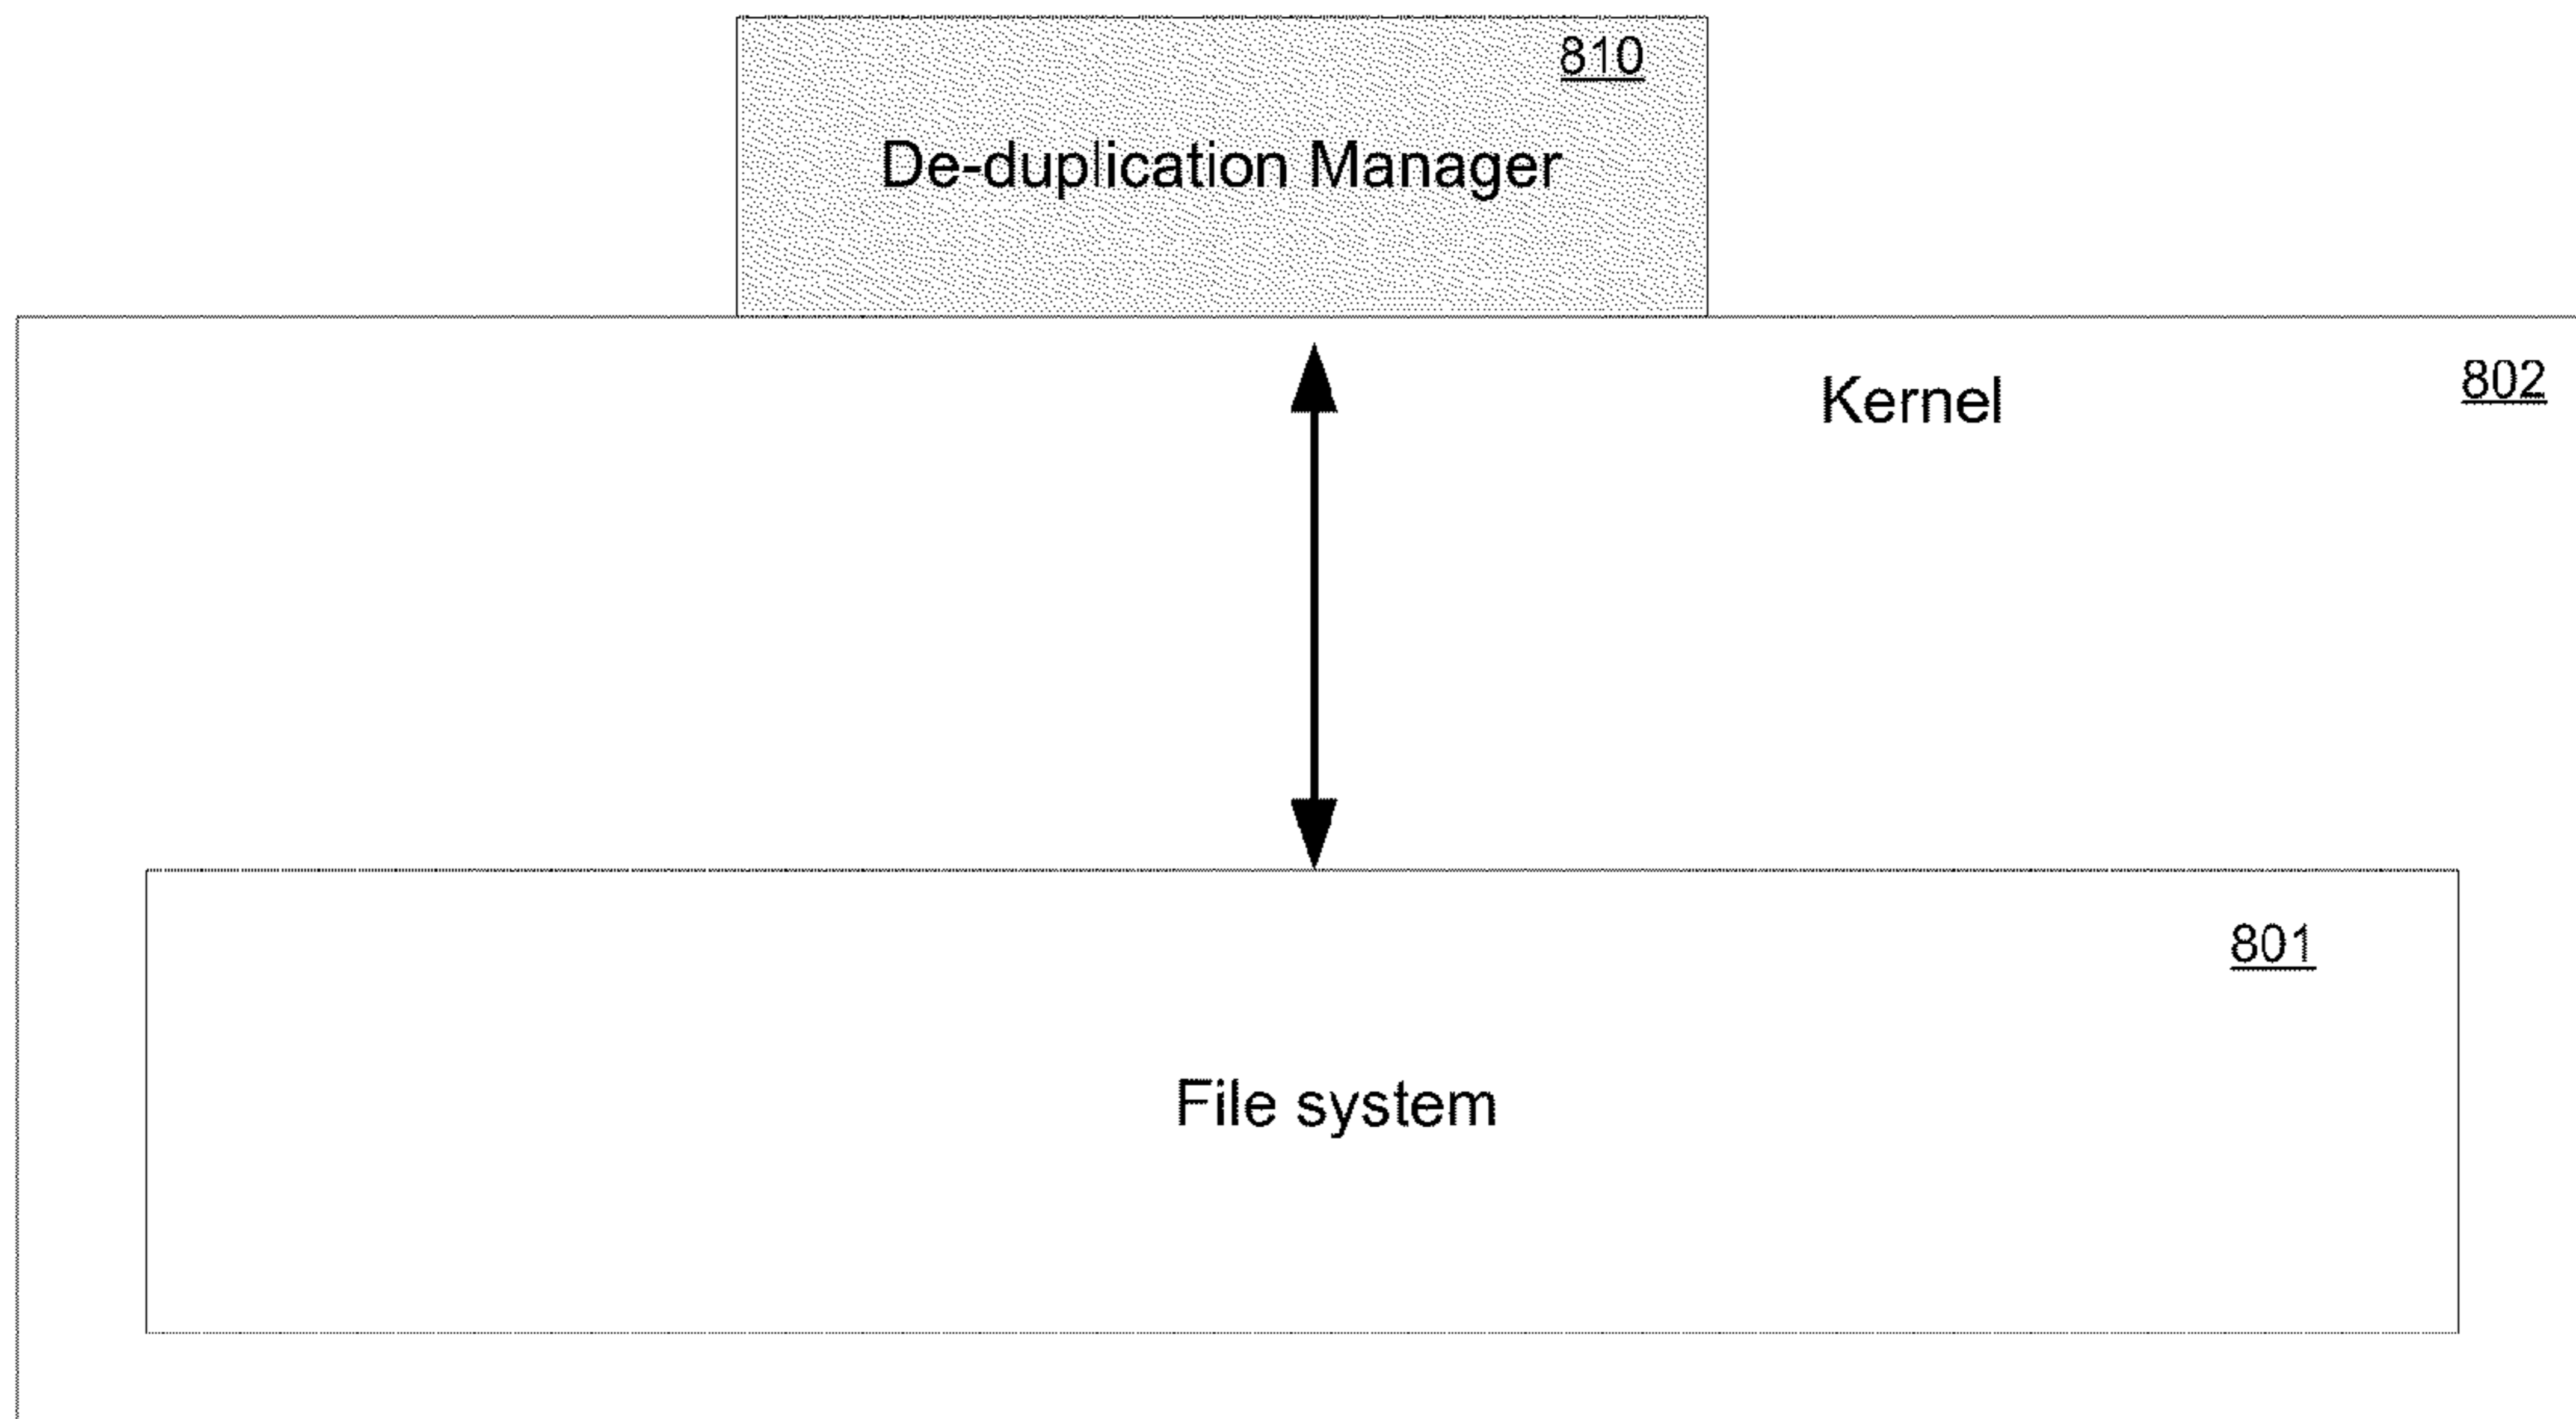 810
De-duplication Manager
802
Kernel
801
File system